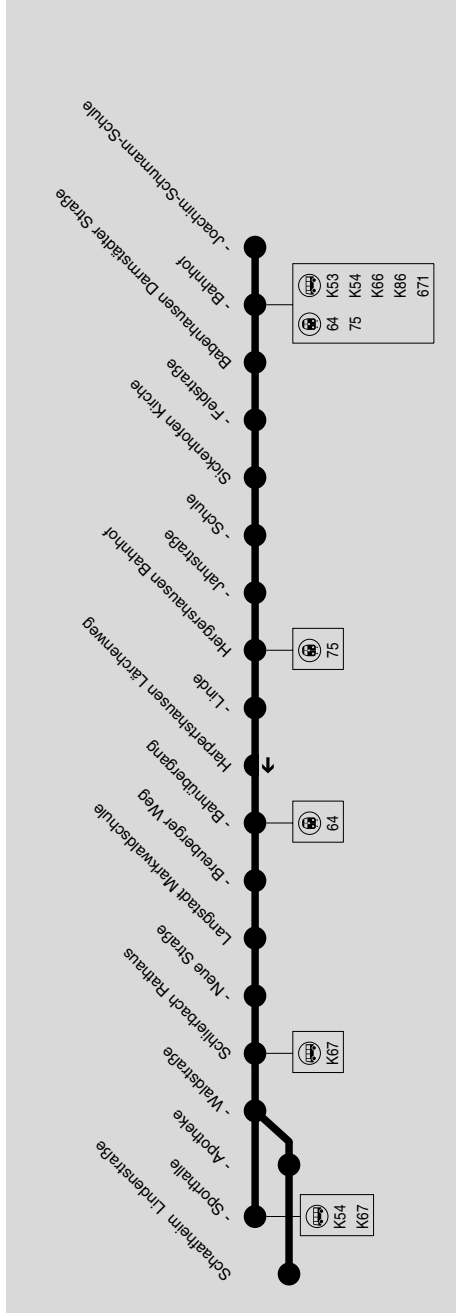 - Joachim-Schumann-Schule
- Bahnhof
Babenhausen Darmstädter Straße
- Feldstraße
Sickenhofen Kirche
- Schule
- Jahnstraße
Hergershausen Bahnhof
- Linde
Harpertshausen Lärchenweg
- Bahnübergang
- Breuberger Weg
Langstadt Markwaldschule
- Neue Straße
Schlierbach Rathaus
- Waldstraße
- Apotheke
- Sporthalle
Schaafheim Lindenstraße
K53
K54
K66
K86
671
64
75
75
64
K67
K54
K67